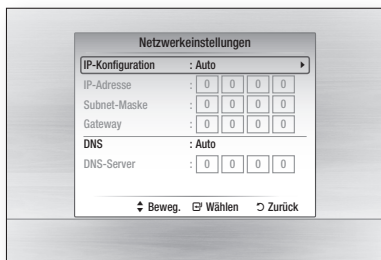 Netzwerkeinstellungen
IP-Konfiguration : Auto
IP-Adresse : 0 0 0 0
Subnet-Maske : 0 0 0 0
Gateway : 0 0 0 0
DNS : Auto
DNS-Server : 0 0 0 0
Beweg. Wählen Zurück